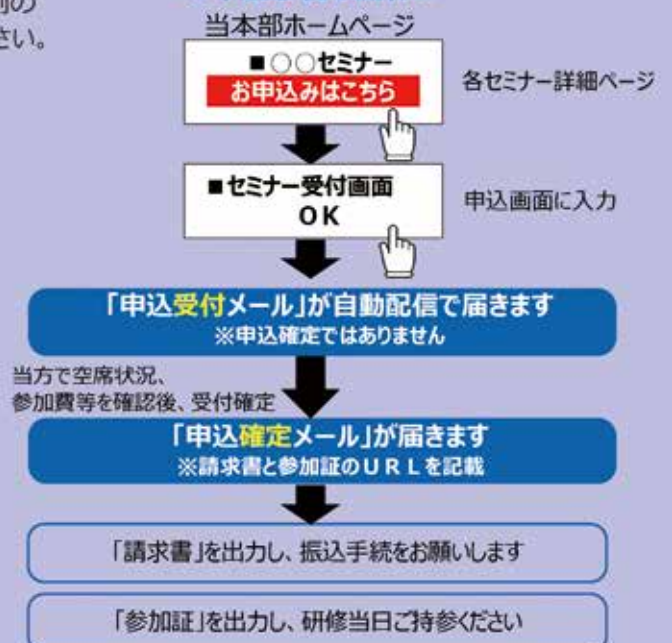 さい。
当本部ホームページ
■○○セミナー
お申込みはこちら
各セミナー詳細ページ
■セミナー受付画面
OK
申込画面に入力
「申込受付メール」が自動配信で届きます
※申込確定ではありません
当方で空席状況、
参加費等を確認後、受付確定
「申込確定メール」が届きます
※請求書と参加証のURLを記載
「請求書」を出力し、振込手続をお願いします
「参加証」を出力し、研修当日ご持参ください